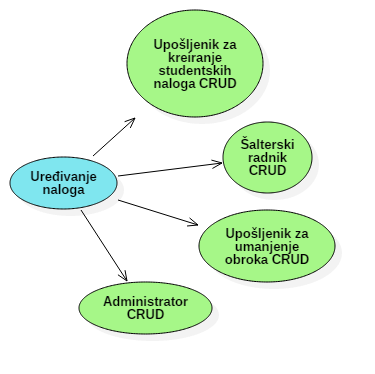 Upošljenik za
kreiranje
studentskih
naloga CRUD
Šalterski
radnik
CRUD
Uređivanje
naloga
Upošljenik za
umanjenje
obroka CRUD
Administrator
CRUD